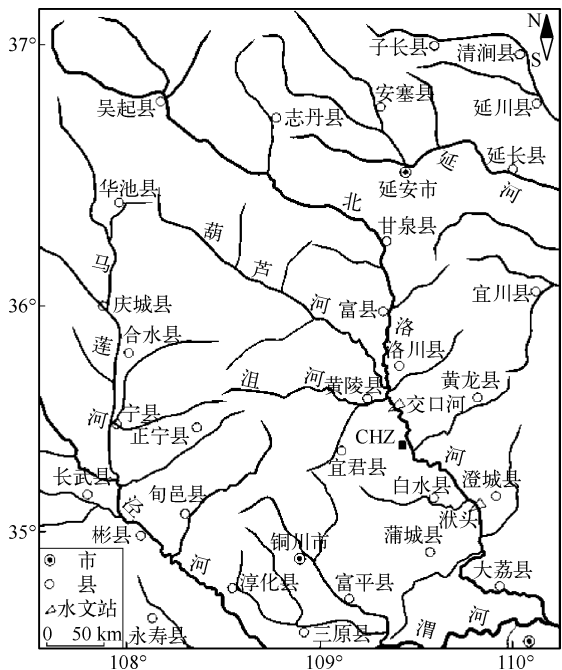 37°
36°
35°
108°
109°
110°
N
S
子长县
清涧县
吴起县
志丹县
安塞县
延川县
延
河
延长县
延安市
华池县
北
洛
河
甘泉县
葫
芦
河
马
莲
河
庆城县
合水县
富县
宜川县
洛川县
沮
河
黄陵县
黄龙县
交口河
宁县
正宁县
CHZ
宜君县
长武县
旬邑县
白水县
澄城县
洑头
泾
河
彬县
铜川市
蒲城县
大荔县
淳化县
富平县
渭
河
永寿县
三原县
市
县
水文站
0 50 km